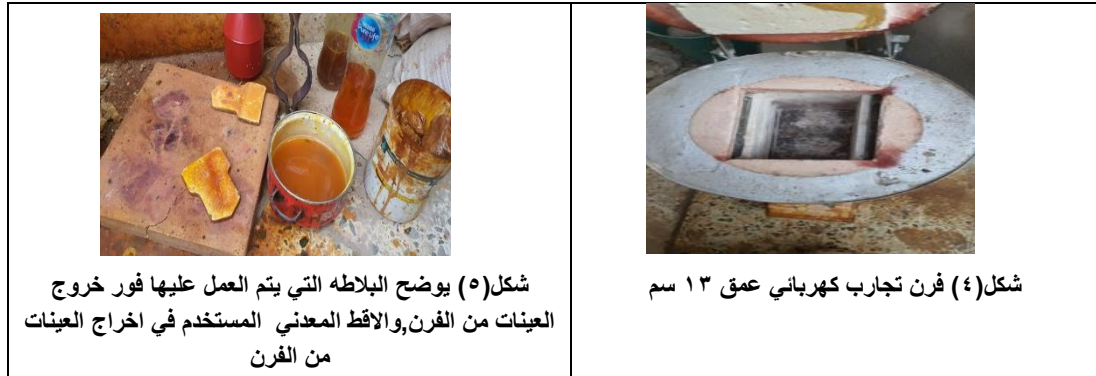 شكل(٤) فرن تجارب كهربائي عمق ١٣ سم
شكل(٥) يوضح البلاطه التي يتم العمل عليها فور خروج
العينات من الفرن,والاقط المعدني  المستخدم في اخراج العينات
من الفرن